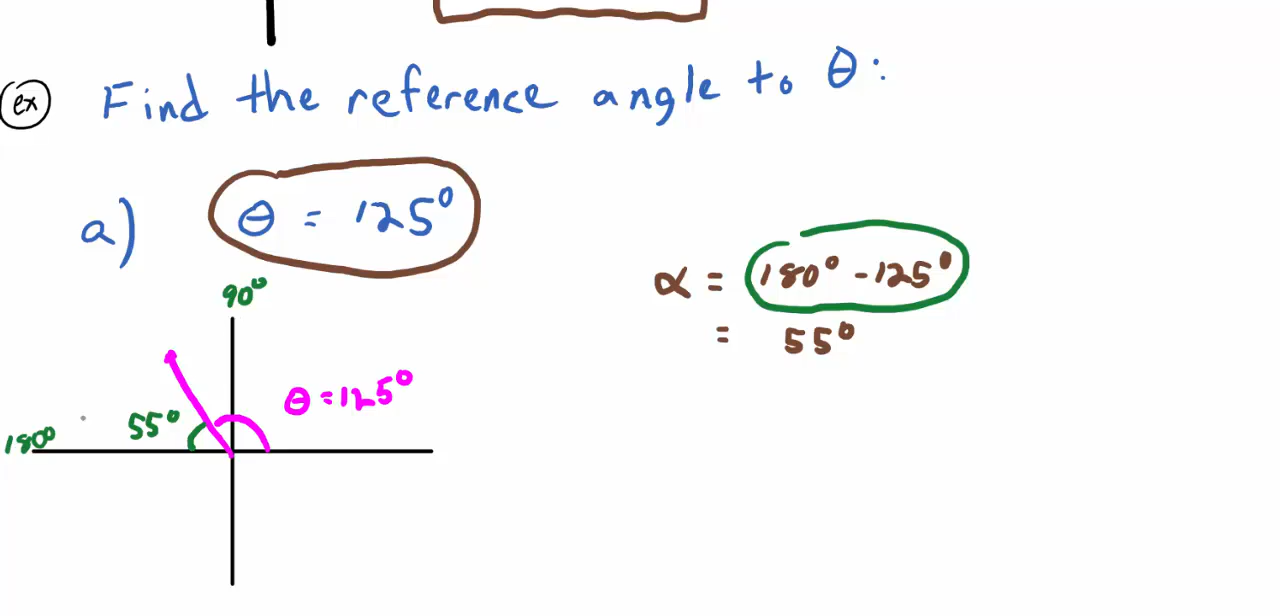 ex Find the reference angle to θ:
a) θ = 125°
α = 180° - 125°
= 55°
90°
θ = 125°
55°
180°